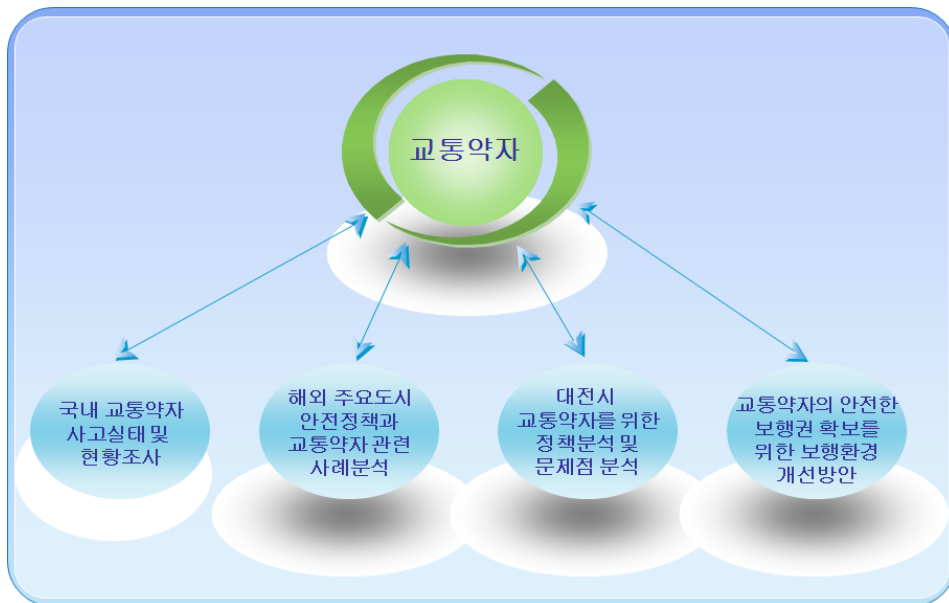 교통약자
국내 교통약자
사고실태 및
현황조사
해외 주요도시
안전정책과
교통약자 관련
사례분석
대전시
교통약자를 위한
정책분석 및
문제점 분석
교통약자의 안전한
보행권 확보를
위한 보행환경
개선방안